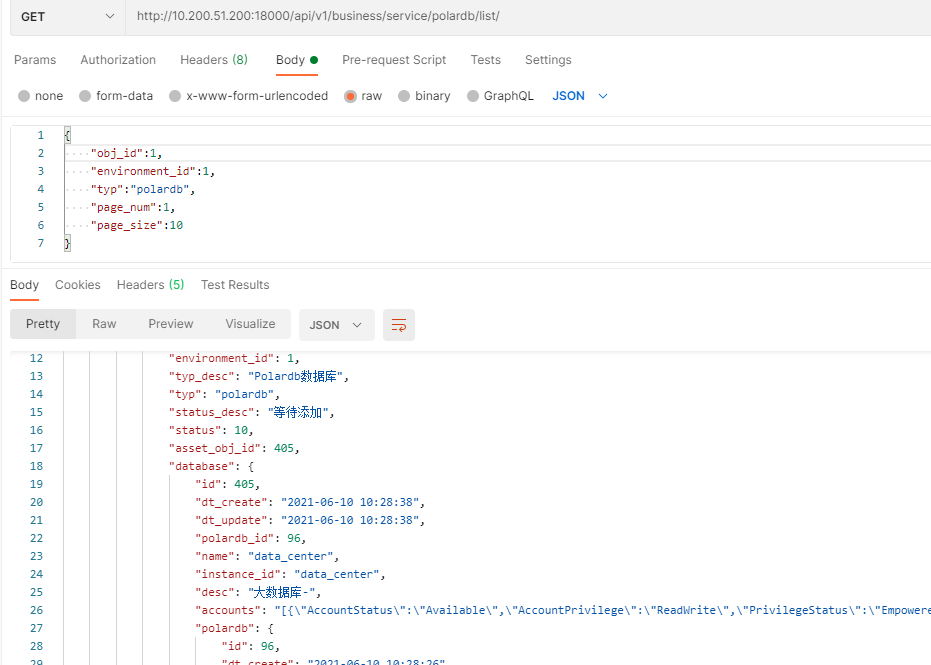 GET http://10.200.51.200:18000/api/v1/business/service/polardb/list/
Params Authorization Headers (8) Body Pre-request Script Tests Settings
none form-data x-www-form-urlencoded raw binary GraphQL JSON
1 {
2 "obj_id":1,
3 "environment_id":1,
4 "typ":"polardb",
5 "page_num":1,
6 "page_size":10
7 }
Body Cookies Headers (5) Test Results
Pretty Raw Preview Visualize JSON
12 "environment_id": 1,
13 "typ_desc": "Polardb数据库",
14 "typ": "polardb",
15 "status_desc": "等待添加",
16 "status": 10,
17 "asset_obj_id": 405,
18 "database": {
19 "id": 405,
20 "dt_create": "2021-06-10 10:28:38",
21 "dt_update": "2021-06-10 10:28:38",
22 "polardb_id": 96,
23 "name": "data_center",
24 "instance_id": "data_center",
25 "desc": "大数据库-",
26 "accounts": "[{\"AccountStatus\":\"Available\",\"AccountPrivilege\":\"ReadWrite\",\"PrivilegeStatus\":\"Empowere
27 "polardb": {
28 "id": 96,
29 "dt_create": "2021-06-10 10:28:26"